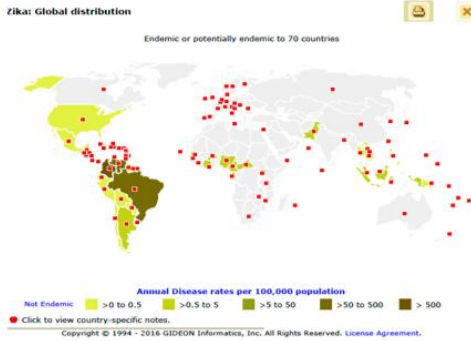 Zika: Global distribution
Endemic or potentially endemic to 70 countries
Annual Disease rates per 100,000 population
Not Endemic >0 to 0.5 >0.5 to 5 >5 to 50 >50 to 500 > 500
Click to view country-specific notes.
Copyright © 1994 - 2016 GIDEON Informatics, Inc. All Rights Reserved. License Agreement.